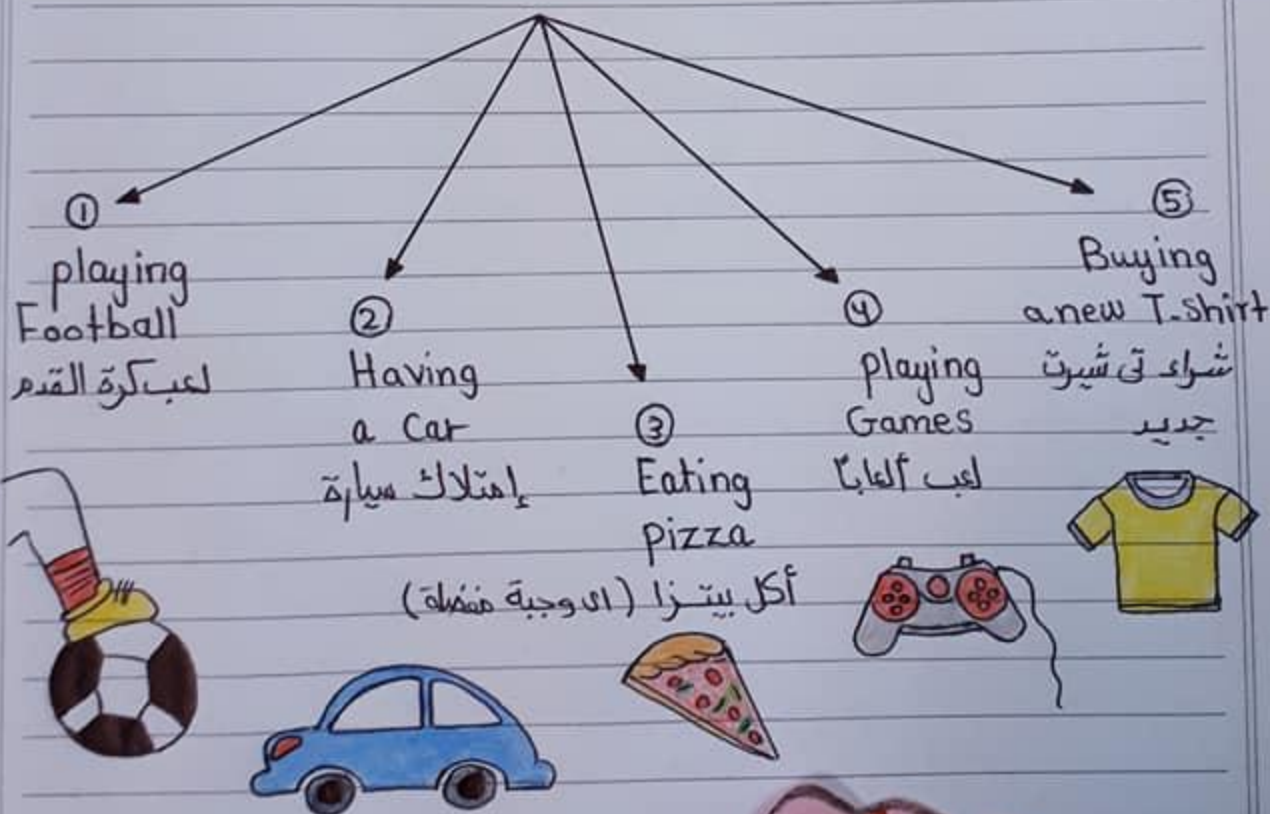 ①
playing
Football
لعب كرة القدم
②
Having
a Car
إمتلاك سيارة
③
Eating
pizza
أكل بيتزا (اى وجبة مفضلة)
④
playing
Games
لعب ألعابًا
⑤
Buying
a new T-shirt
شراء تى شيرت
جديد